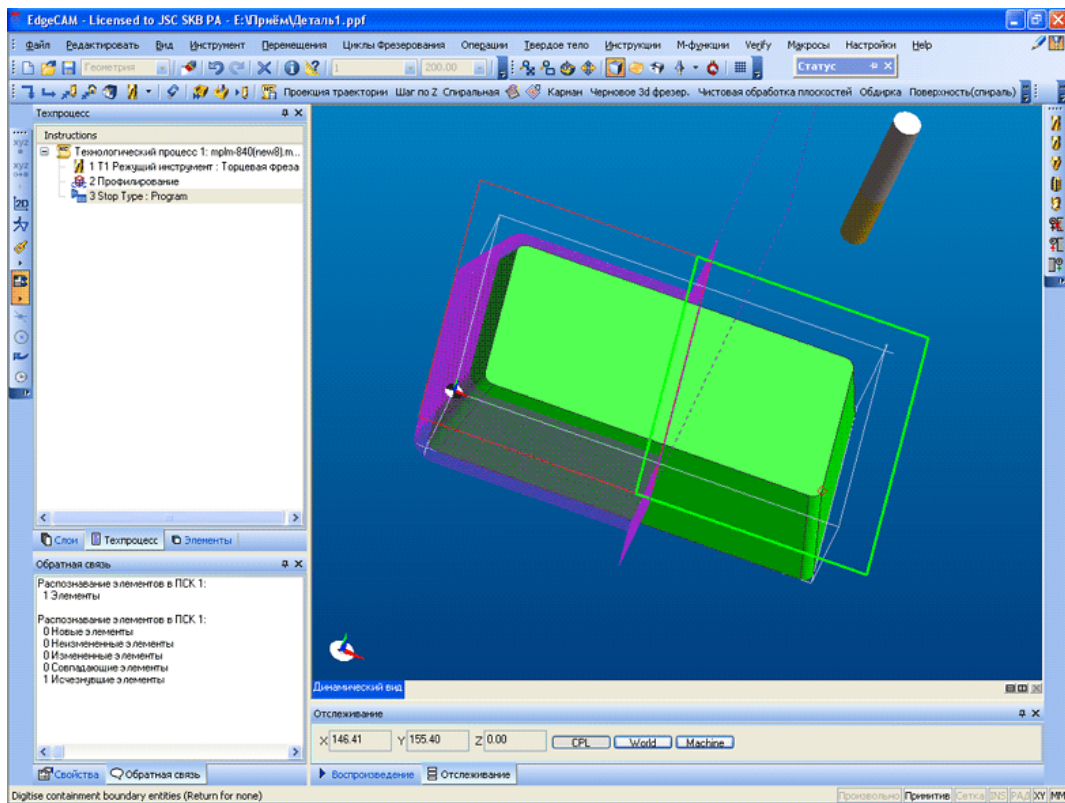 EdgeCAM - Licensed to JSC SKB PA - E:\Приём\Деталь1.ppf
Файл Редактировать Вид Инструмент Перемещения Циклы Фрезерования Операции Твердое тело Инструкции М-функции Verify Макросы Настройки Help
Геометрия 1 200.00 Статус
Проекция траектории Шаг по Z Спиральная Карман Черновое 3d фрезер. Чистовая обработка плоскостей Обдирка Поверхность(спираль)
Техпроцесс
Instructions
Технологический процесс 1: mplm-840(new8).m...
1 T1 Режущий инструмент : Торцевая фреза
2 Профилирование
3 Stop Type : Program
Слои Техпроцесс Элементы
Обратная связь
Распознавание элементов в ПСК 1:
1 Элементы
Распознавание элементов в ПСК 1:
0 Новые элементы
0 Неизмененные элементы
0 Измененные элементы
0 Совпадающие элементы
1 Исчезнувшие элементы
Свойства Обратная связь
Динамический вид
Отслеживание
X 146.41 Y 155.40 Z 0.00 CPL World Machine
Воспроизведение Отслеживание
Digitise containment boundary entities (Return for none)
Произвольно Примитив Сетка INS РАД XY MM
xyz
xyz
2D